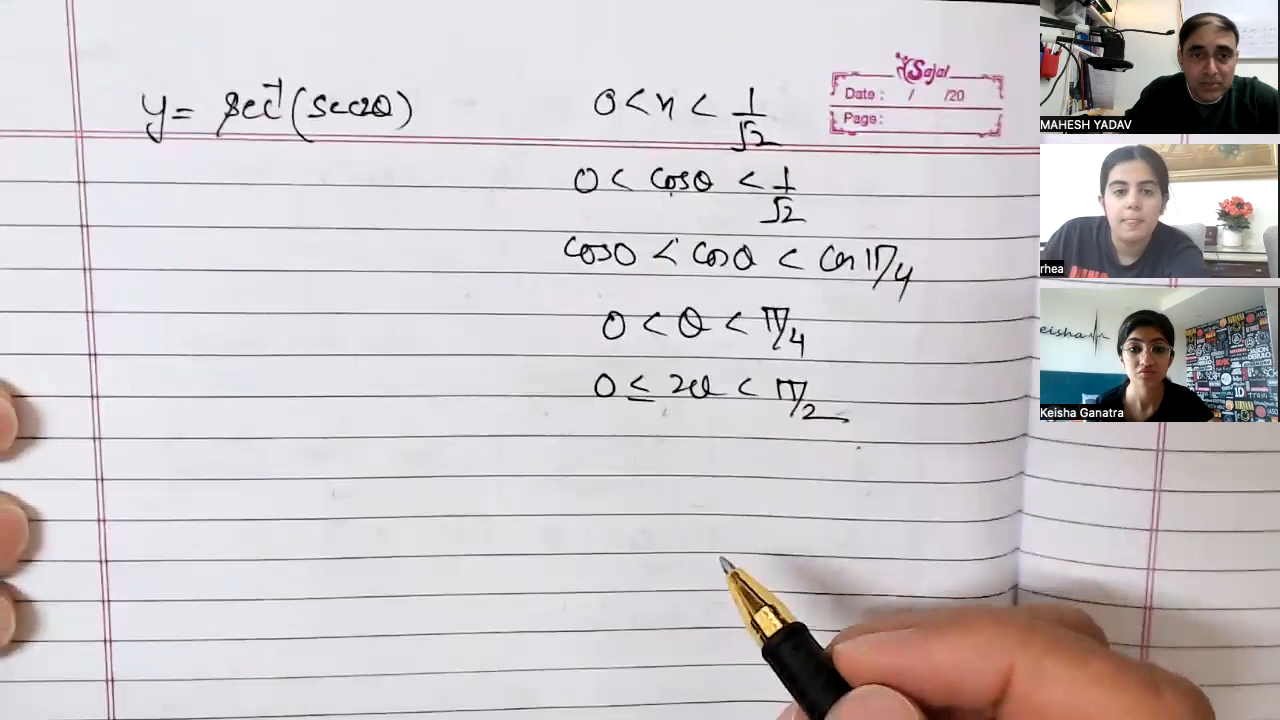 y = sec⁻¹(sec2θ)
0 < x < 1/√2
0 < cosθ < 1/√2
cos0 < cosθ < cos π/4
0 < θ < π/4
0 ≤ 2θ < π/2
Sajal
Date : / /20
Page:
MAHESH YADAV
rhea
keisha
Keisha Ganatra